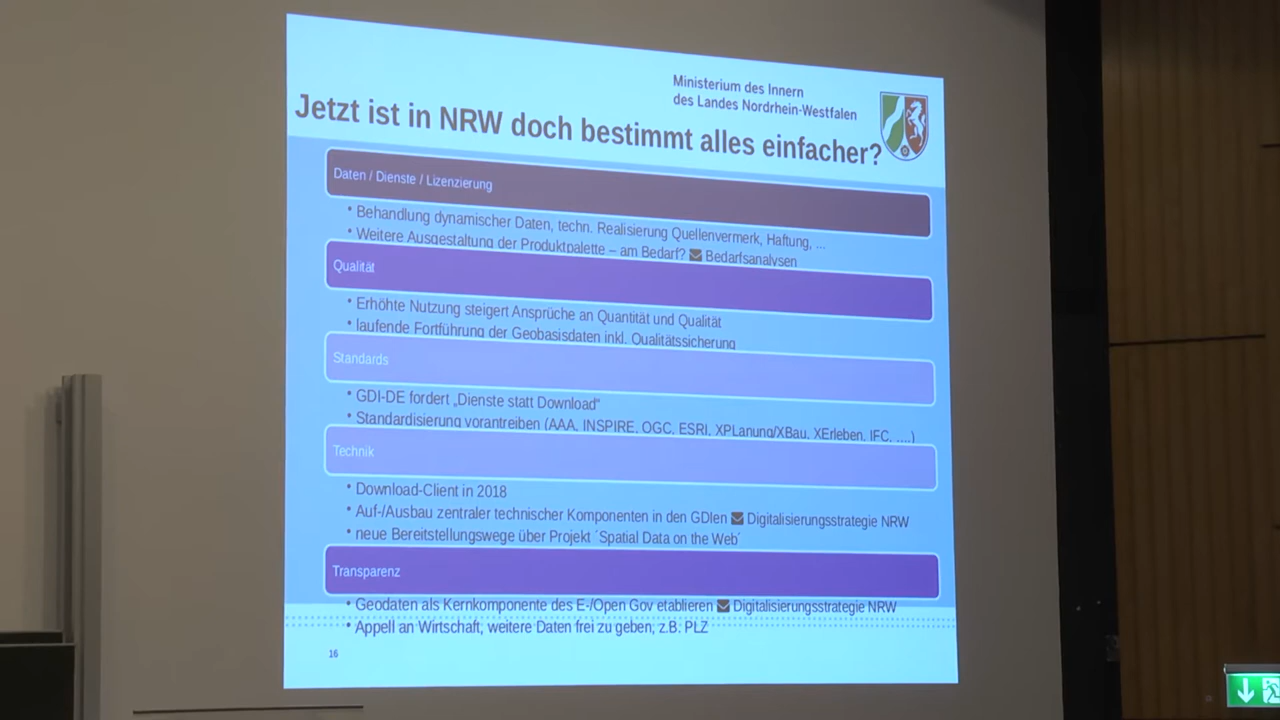 Ministerium des Innern
des Landes Nordrhein-Westfalen
Jetzt ist in NRW doch bestimmt alles einfacher?
Daten / Dienste / Lizenzierung
• Behandlung dynamischer Daten, techn. Realisierung Quellenvermerk, Haftung, ...
• Weitere Ausgestaltung der Produktpalette – am Bedarf? Bedarfsanalysen
Qualität
• Erhöhte Nutzung steigert Ansprüche an Quantität und Qualität
• laufende Fortführung der Geobasisdaten inkl. Qualitätssicherung
Standards
• GDI-DE fordert „Dienste statt Download“
• Standardisierung vorantreiben (AAA, INSPIRE, OGC, ESRI, XPLanung/XBau, XErleben, IFC, ....)
Technik
• Download-Client in 2018
• Auf-/Ausbau zentraler technischer Komponenten in den GDIen Digitalisierungsstrategie NRW
• neue Bereitstellungswege über Projekt ´Spatial Data on the Web´
Transparenz
• Geodaten als Kernkomponente des E-/Open Gov etablieren Digitalisierungsstrategie NRW
• Appell an Wirtschaft, weitere Daten frei zu geben, z.B. PLZ
16